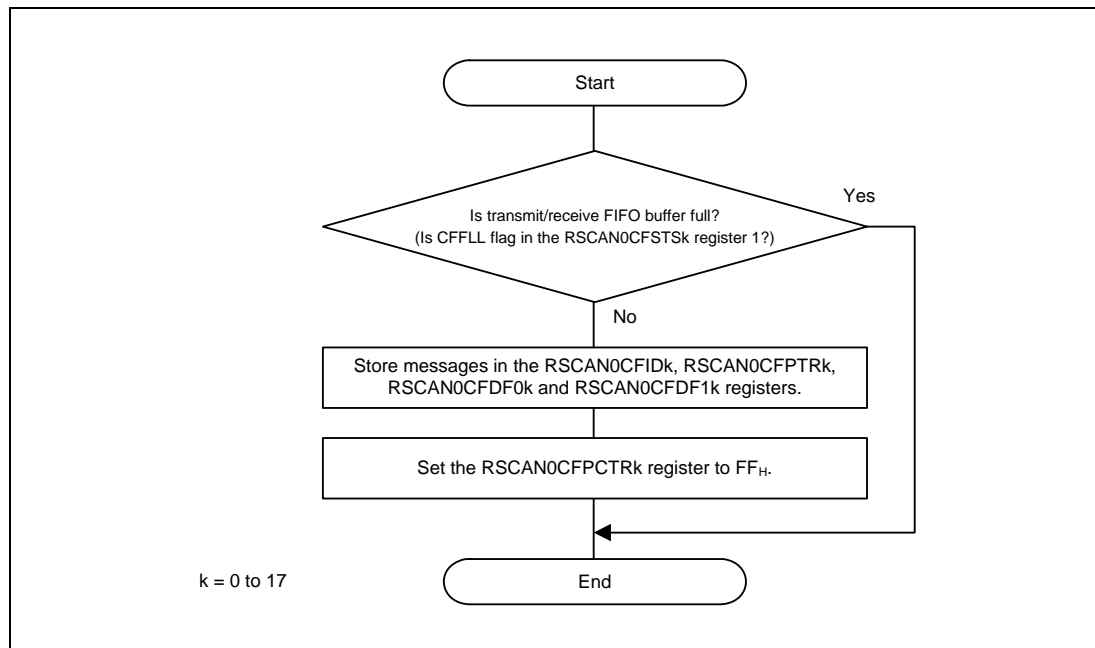 Start
Yes
Is transmit/receive FIFO buffer full?
(Is CFFLL flag in the RSCAN0CFSTSk register 1?)
No
Store messages in the RSCAN0CFIDk, RSCAN0CFPTRk,
RSCAN0CFDF0k and RSCAN0CFDF1k registers.
Set the RSCAN0CFPCTRk register to FFH.
k = 0 to 17
End